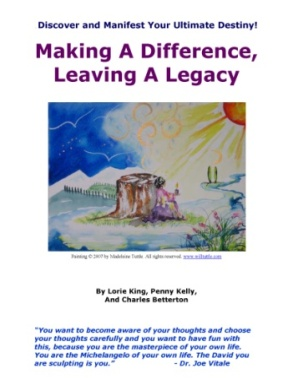 Discover and Manifest Your Ultimate Destiny!
Making A Difference,
Leaving A Legacy
Painting © 2007 by Madeleine Tuttle. All rights reserved. www.willtuttle.com
By Lorie King, Penny Kelly,
And Charles Betterton
"You want to become aware of your thoughts and choose
your thoughts carefully and you want to have fun with
this, because you are the masterpiece of your own life.
You are the Michelangelo of your own life. The David you
are sculpting is you." - Dr. Joe Vitale